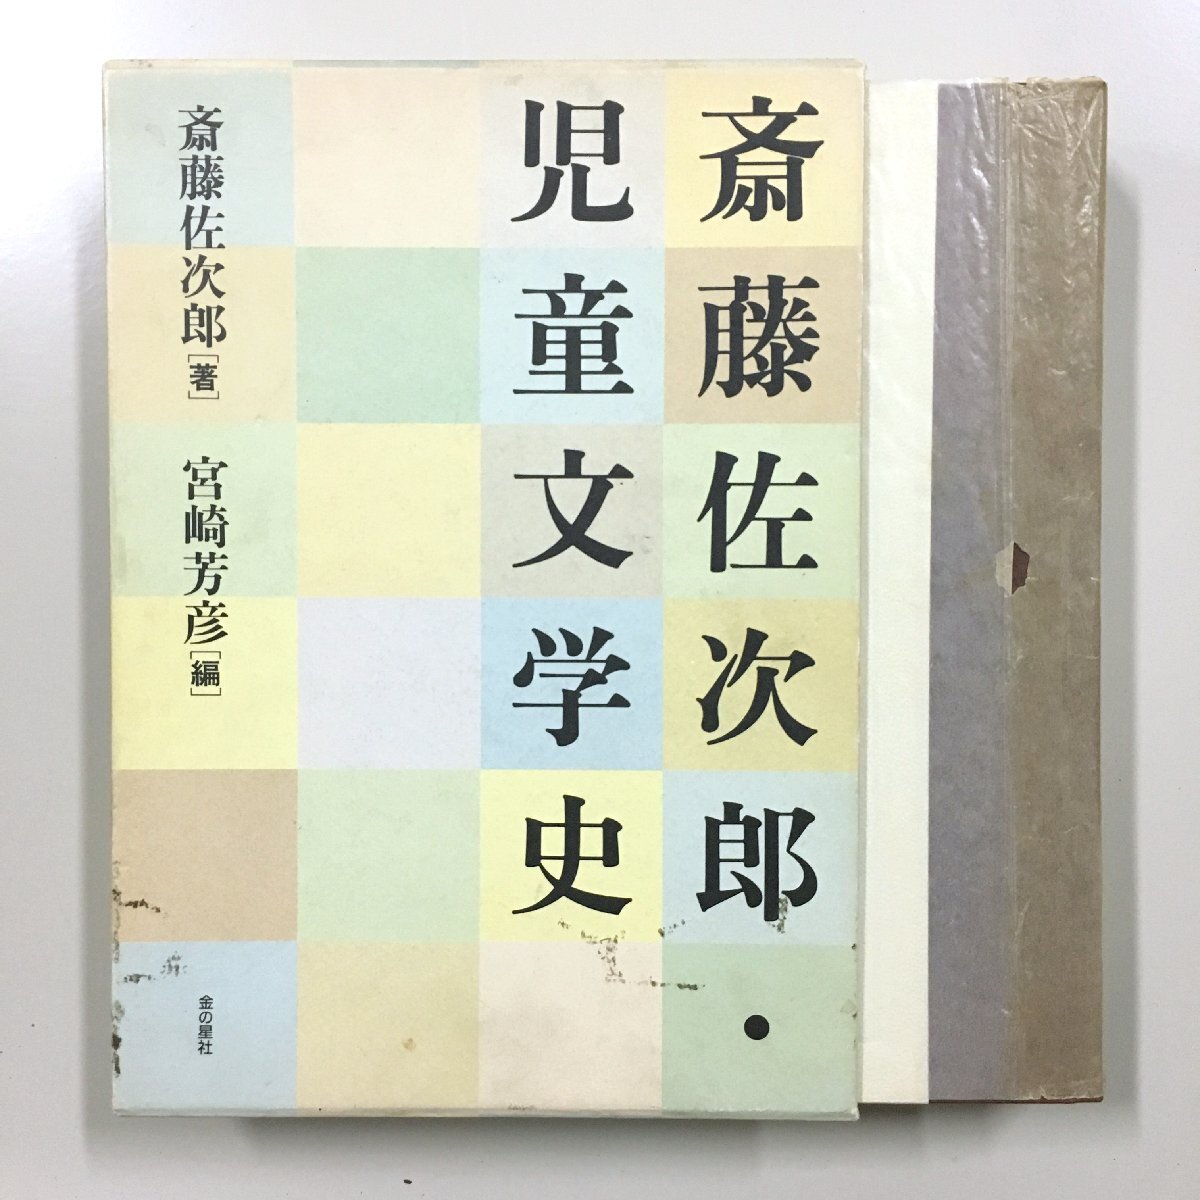 斎藤佐次郎・
児童文学史
斎藤佐次郎[著] 宮崎芳彦[編]
金の星社